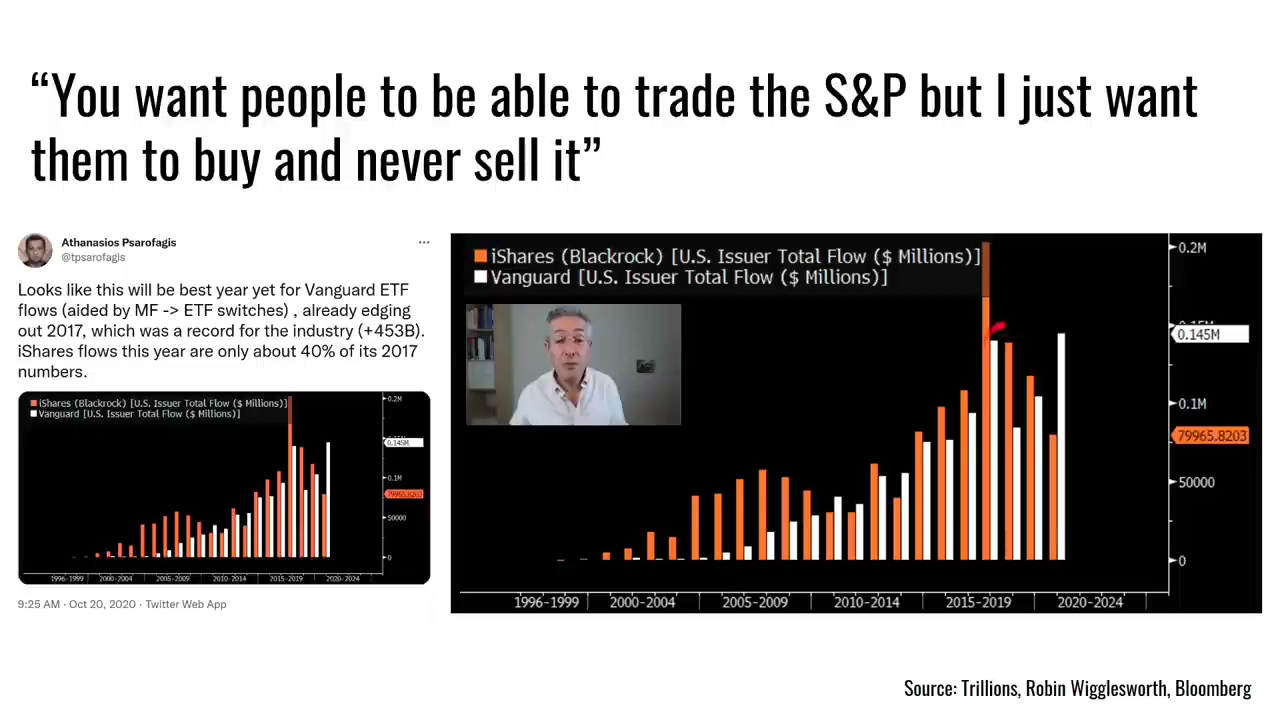 “You want people to be able to trade the S&P but I just want
them to buy and never sell it”
Athanasios Psarofagis
@tpsarofagis
...
Looks like this will be best year yet for Vanguard ETF
flows (aided by MF -> ETF switches) , already edging
out 2017, which was a record for the industry (+453B).
iShares flows this year are only about 40% of its 2017
numbers.
iShares (Blackrock) [U.S. Issuer Total Flow ($ Millions)]
Vanguard [U.S. Issuer Total Flow ($ Millions)]
0.2M
0.145M
0.1M
50000
0
1996-1999 2000-2004 2005-2009 2010-2014 2015-2019 2020-2024
9:25 AM · Oct 20, 2020 · Twitter Web App
iShares (Blackrock) [U.S. Issuer Total Flow ($ Millions)]
Vanguard [U.S. Issuer Total Flow ($ Millions)]
0.2M
0.145M
0.1M
79965.8203
50000
0
1996-1999 2000-2004 2005-2009 2010-2014 2015-2019 2020-2024
Source: Trillions, Robin Wigglesworth, Bloomberg